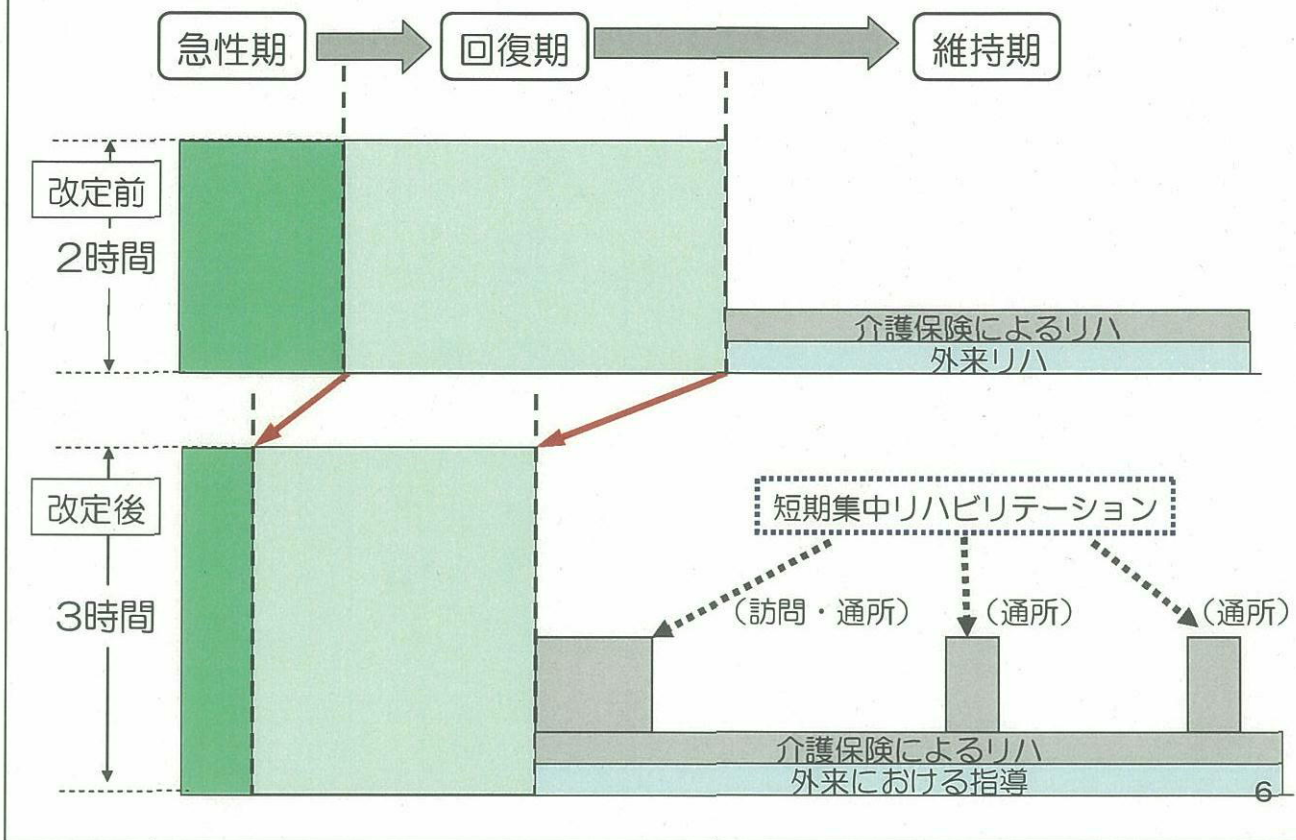 急性期
回復期
維持期
改定前
2時間
介護保険によるリハ
外来リハ
改定後
3時間
短期集中リハビリテーション
（訪問・通所）
（通所）
（通所）
介護保険によるリハ
外来における指導
6